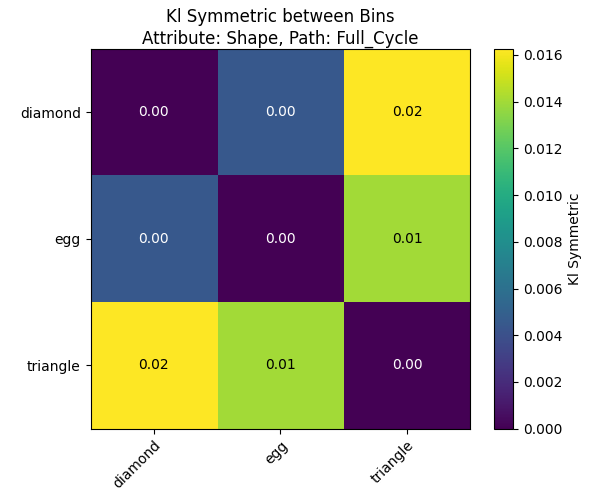 Kl Symmetric between Bins
Attribute: Shape, Path: Full_Cycle
diamond
0.00
0.00
0.02
egg
0.00
0.00
0.01
triangle
0.02
0.01
0.00
diamond
egg
triangle
0.016
0.014
0.012
0.010
0.008
0.006
0.004
0.002
0.000
Kl Symmetric